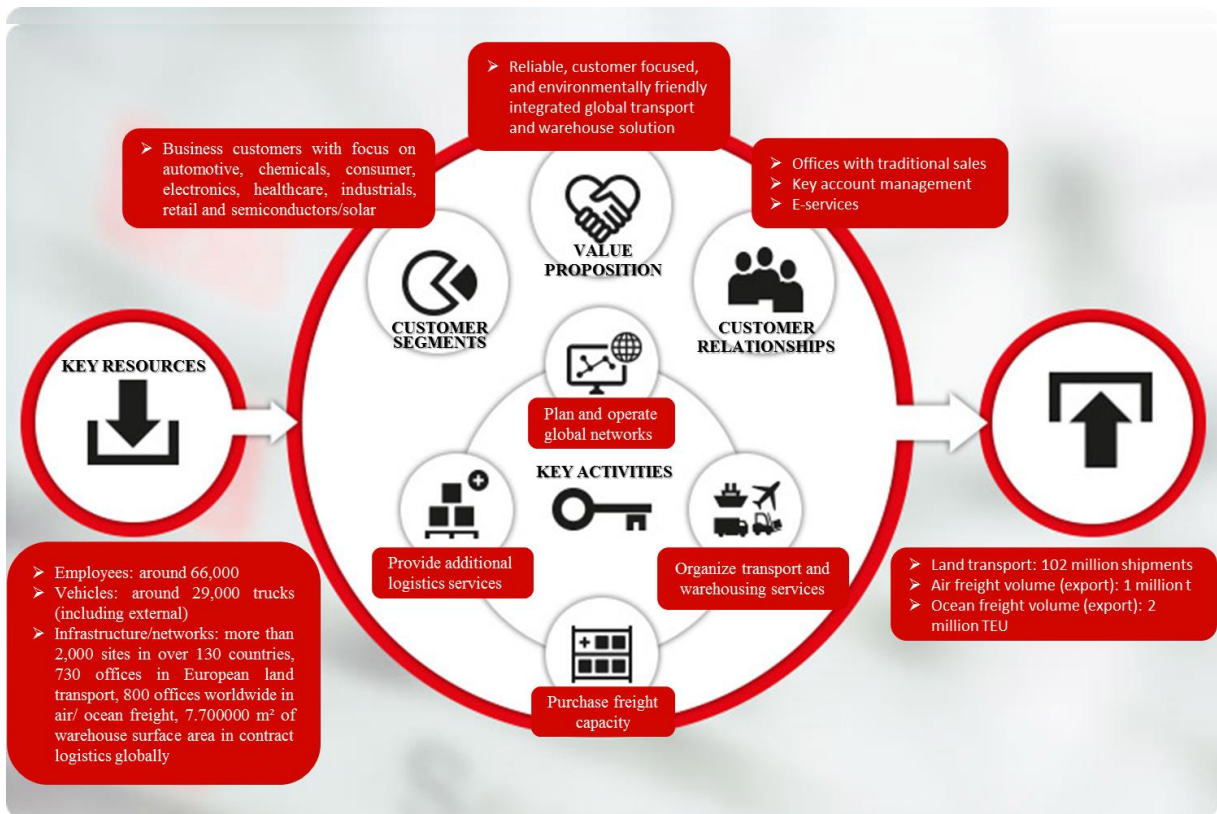 ➢ Reliable, customer focused,
and environmentally friendly
integrated global transport
and warehouse solution
➢ Business customers with focus on
automotive, chemicals, consumer,
electronics, healthcare, industrials,
retail and semiconductors/solar
➢ Offices with traditional sales
➢ Key account management
➢ E-services
VALUE
PROPOSITION
CUSTOMER
SEGMENTS
CUSTOMER
RELATIONSHIPS
KEY RESOURCES
Plan and operate
global networks
KEY ACTIVITIES
Provide additional
logistics services
Organize transport and
warehousing services
Purchase freight
capacity
➢ Employees: around 66,000
➢ Vehicles: around 29,000 trucks
(including external)
➢ Infrastructure/networks: more than
2,000 sites in over 130 countries,
730 offices in European land
transport, 800 offices worldwide in
air/ ocean freight, 7.700000 m² of
warehouse surface area in contract
logistics globally
➢ Land transport: 102 million shipments
➢ Air freight volume (export): 1 million t
➢ Ocean freight volume (export): 2
million TEU